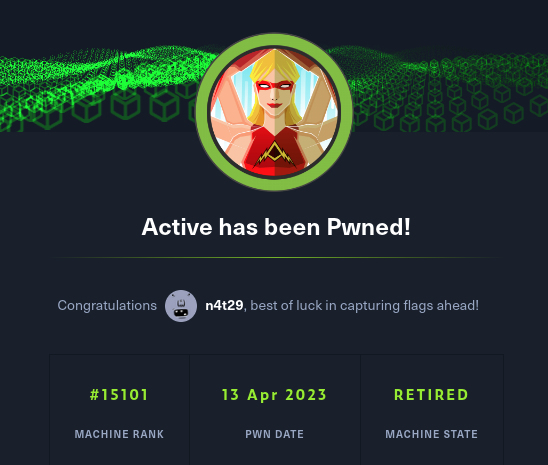 Active has been Pwned!
Congratulations n4t29, best of luck in capturing flags ahead!
#15101 13 Apr 2023 RETIRED
MACHINE RANK PWN DATE MACHINE STATE